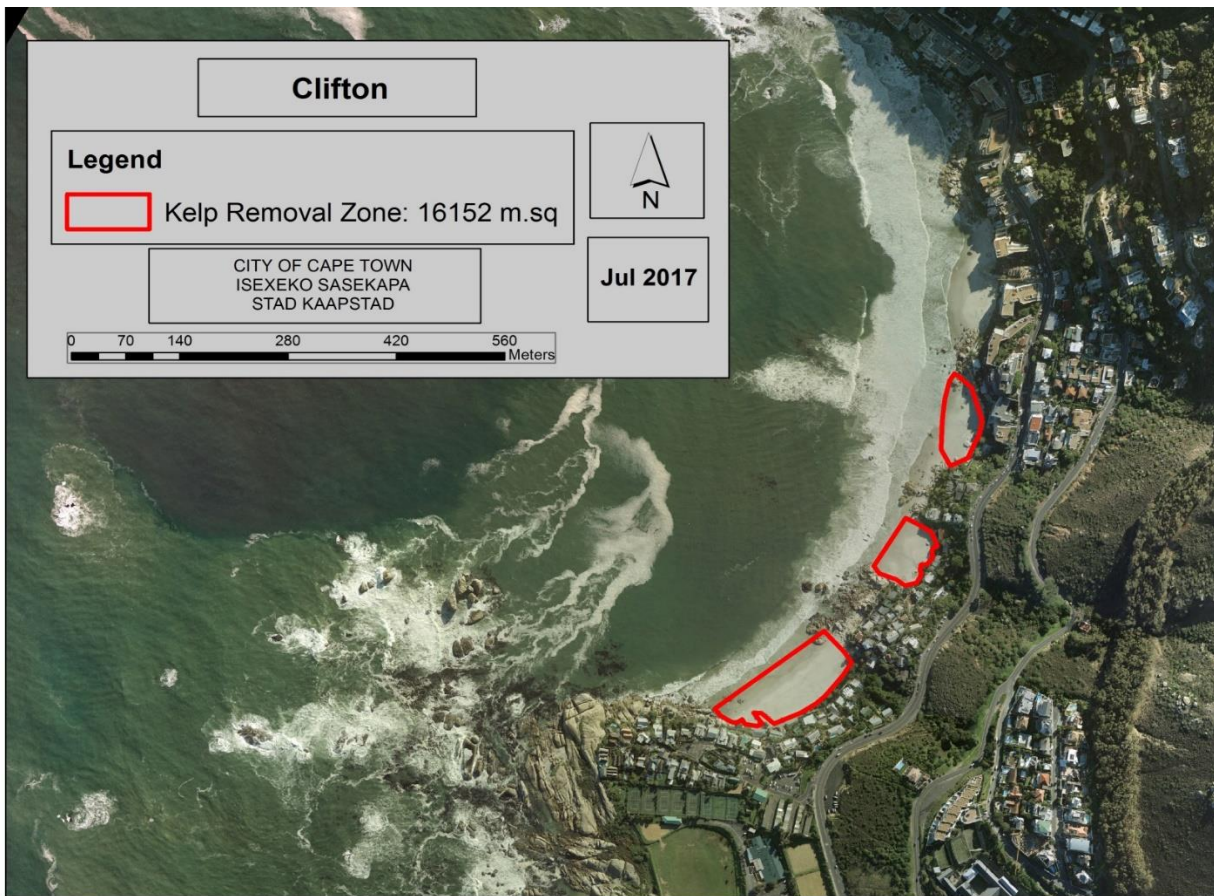 Clifton
Legend
Kelp Removal Zone: 16152 m.sq
N
CITY OF CAPE TOWN
ISEXEKO SASEKAPA
STAD KAAPSTAD
Jul 2017
0 70 140 280 420 560
Meters